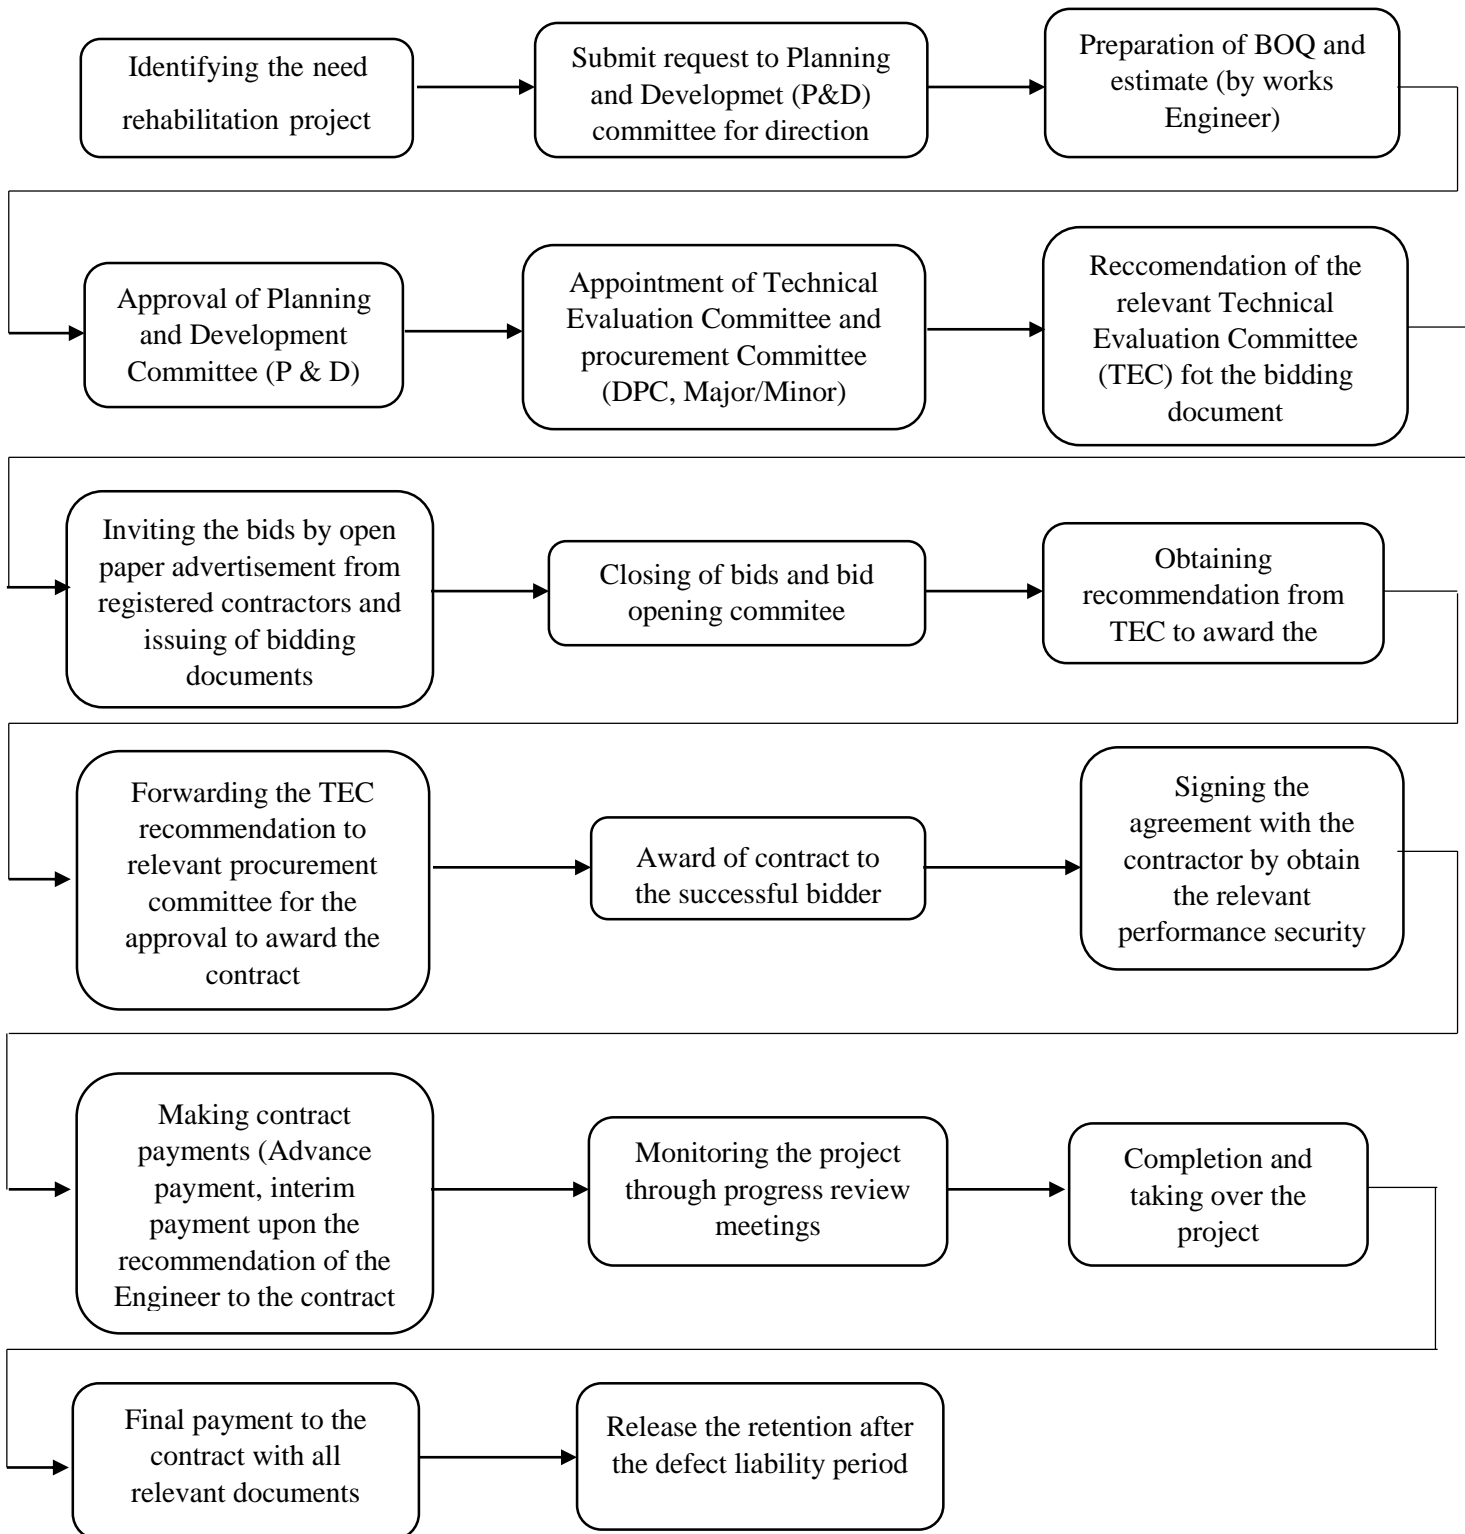 Identifying the need
rehabilitation project
Submit request to Planning
and Developmet (P&D)
committee for direction
Preparation of BOQ and
estimate (by works
Engineer)
Approval of Planning
and Development
Committee (P & D)
Appointment of Technical
Evaluation Committee and
procurement Committee
(DPC, Major/Minor)
Reccomendation of the
relevant Technical
Evaluation Committee
(TEC) fot the bidding
document
Inviting the bids by open
paper advertisement from
registered contractors and
issuing of bidding
documents
Closing of bids and bid
opening commitee
Obtaining
recommendation from
TEC to award the
Forwarding the TEC
recommendation to
relevant procurement
committee for the
approval to award the
contract
Award of contract to
the successful bidder
Signing the
agreement with the
contractor by obtain
the relevant
performance security
Making contract
payments (Advance
payment, interim
payment upon the
recommendation of the
Engineer to the contract
Monitoring the project
through progress review
meetings
Completion and
taking over the
project
Final payment to the
contract with all
relevant documents
Release the retention after
the defect liability period